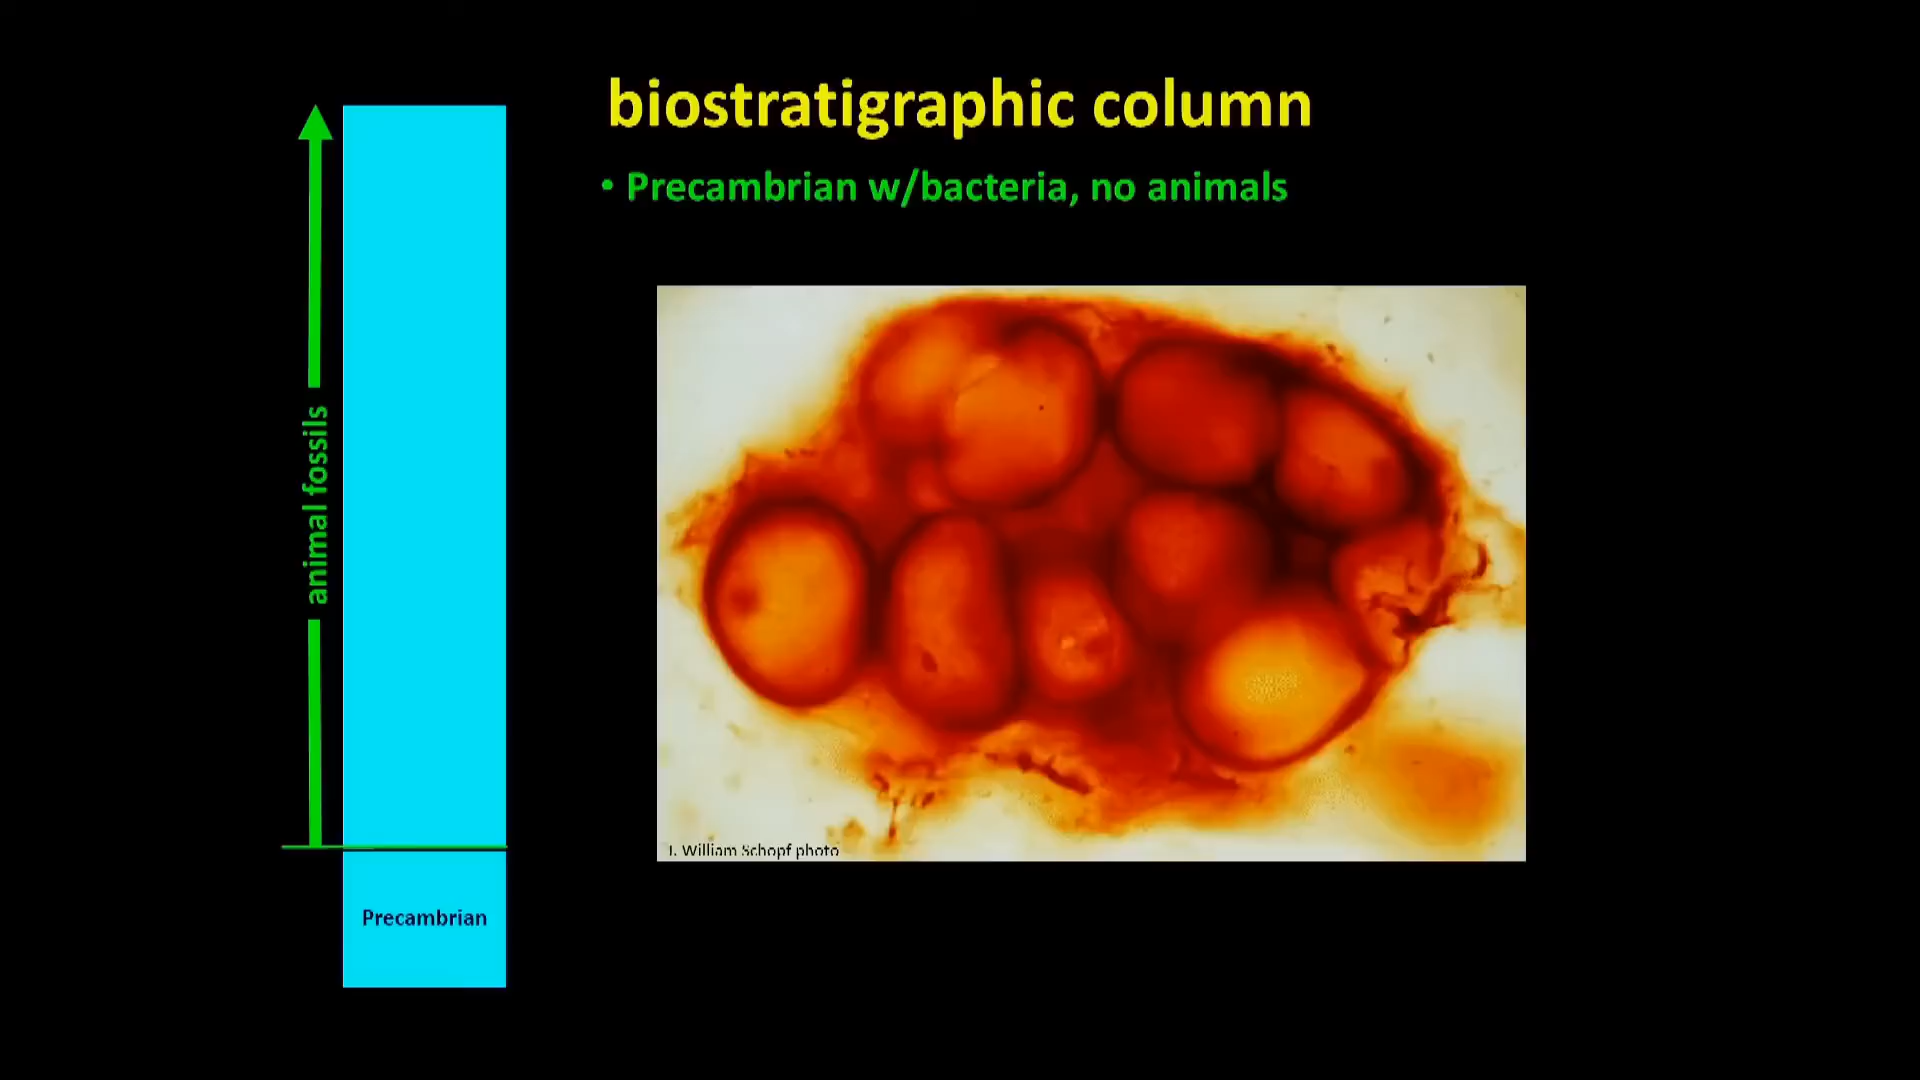 biostratigraphic column
• Precambrian w/bacteria, no animals
animal fossils
J. William Schopf photo
Precambrian